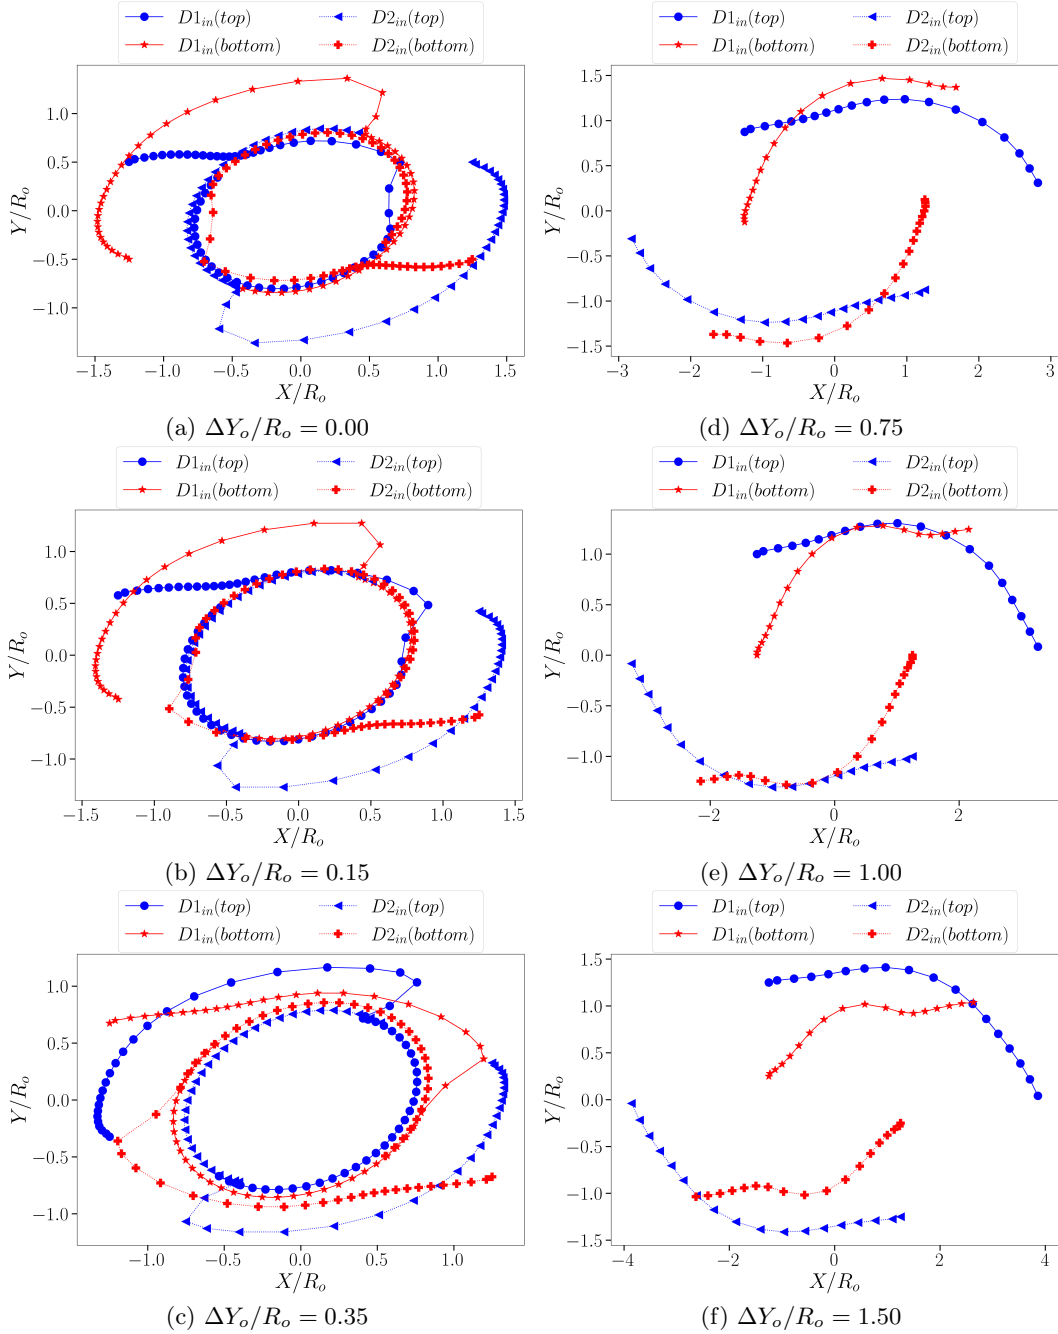 D1in(top) D2in(top)
D1in(bottom) D2in(bottom)
Y/Ro
1.0
0.5
0.0
−0.5
−1.0
−1.5 −1.0 −0.5 0.0 0.5 1.0 1.5
X/Ro
(a) ΔYo/Ro = 0.00
D1in(top) D2in(top)
D1in(bottom) D2in(bottom)
Y/Ro
1.5
1.0
0.5
0.0
−0.5
−1.0
−1.5
−3 −2 −1 0 1 2 3
X/Ro
(d) ΔYo/Ro = 0.75
D1in(top) D2in(top)
D1in(bottom) D2in(bottom)
Y/Ro
1.0
0.5
0.0
−0.5
−1.0
−1.5 −1.0 −0.5 0.0 0.5 1.0 1.5
X/Ro
(b) ΔYo/Ro = 0.15
D1in(top) D2in(top)
D1in(bottom) D2in(bottom)
Y/Ro
1.0
0.5
0.0
−0.5
−1.0
−2 0 2
X/Ro
(e) ΔYo/Ro = 1.00
D1in(top) D2in(top)
D1in(bottom) D2in(bottom)
Y/Ro
1.0
0.5
0.0
−0.5
−1.0
−1.0 −0.5 0.0 0.5 1.0
X/Ro
(c) ΔYo/Ro = 0.35
D1in(top) D2in(top)
D1in(bottom) D2in(bottom)
Y/Ro
1.5
1.0
0.5
0.0
−0.5
−1.0
−1.5
−4 −2 0 2 4
X/Ro
(f) ΔYo/Ro = 1.50